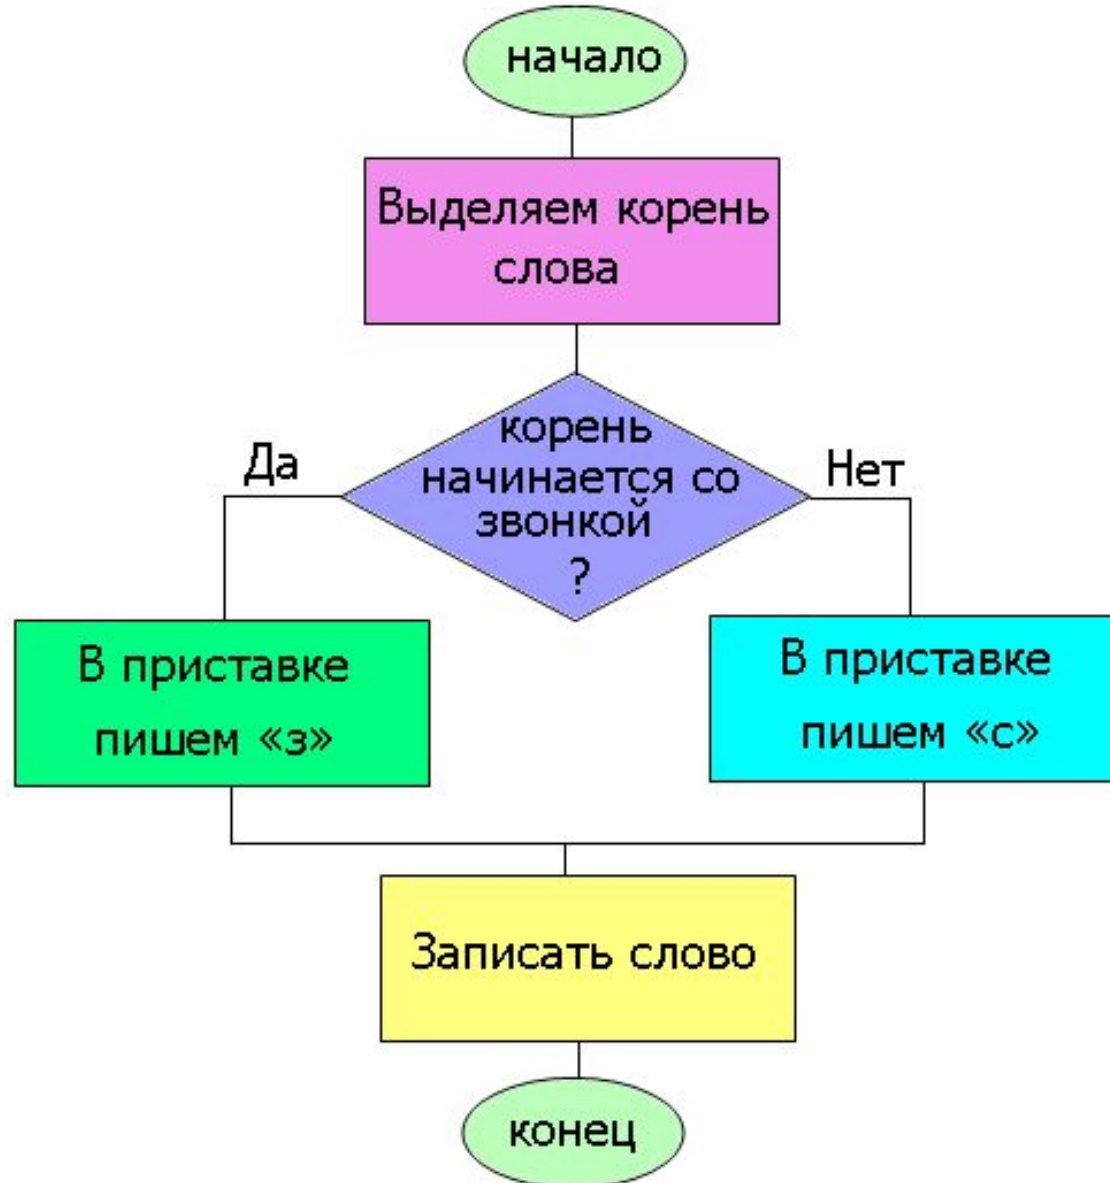 начало
Выделяем корень
слова
корень
начинается со
звонкой
?
Да
Нет
В приставке
пишем «з»
В приставке
пишем «с»
Записать слово
конец